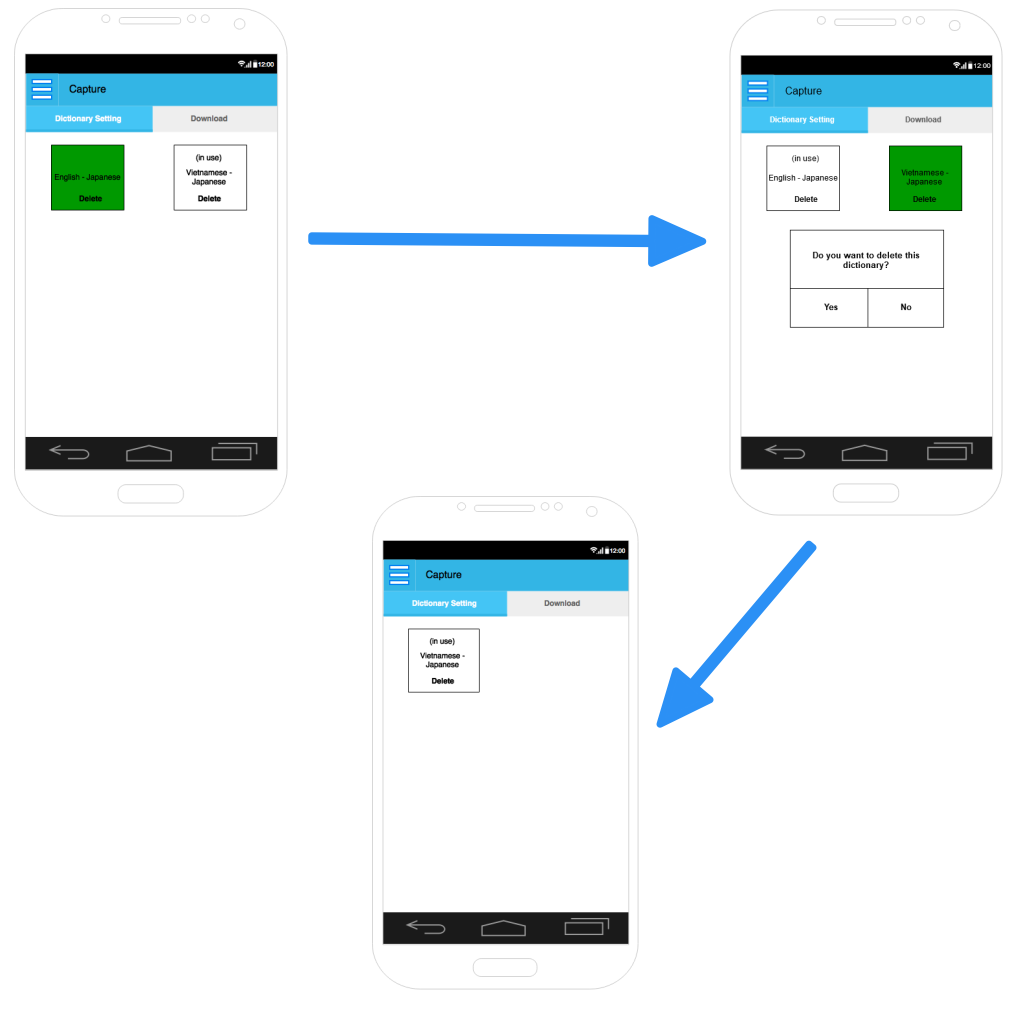 12:00
Capture
Dictionary Setting
Download
English - Japanese
Delete
(in use)
Vietnamese -
Japanese
Delete
12:00
Capture
Dictionary Setting
Download
(in use)
English - Japanese
Delete
Vietnamese -
Japanese
Delete
Do you want to delete this
dictionary?
Yes
No
12:00
Capture
Dictionary Setting
Download
(in use)
Vietnamese -
Japanese
Delete